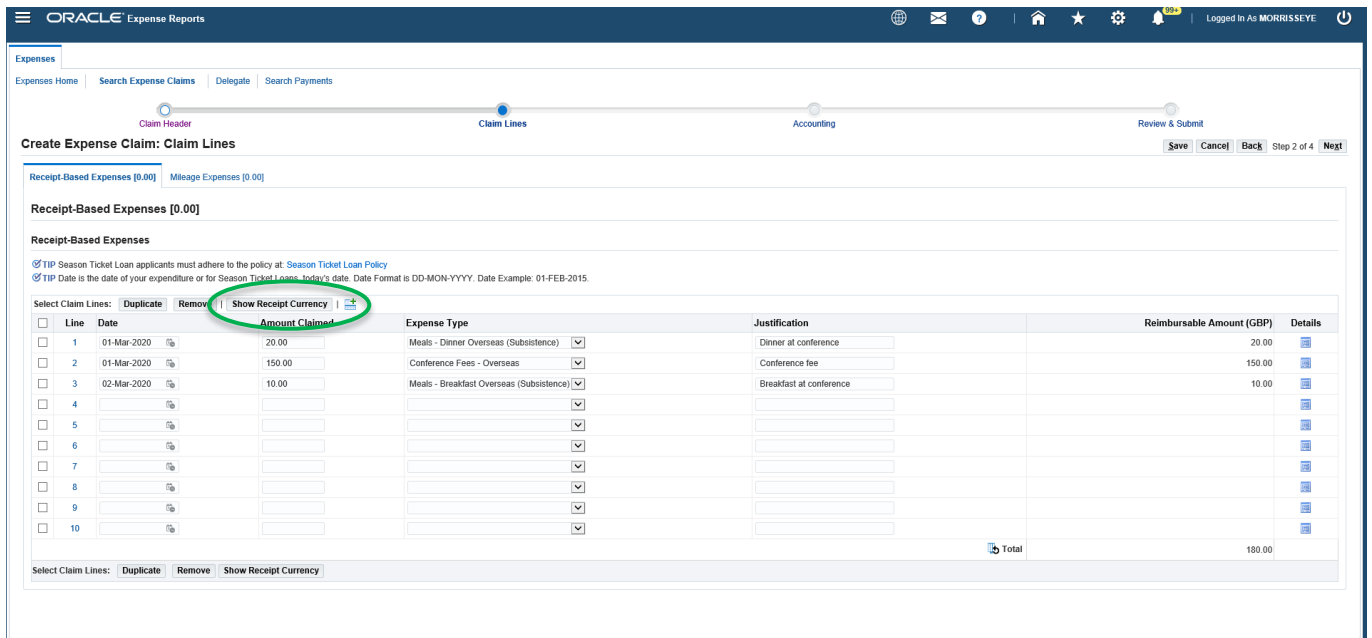 ORACLE Expense Reports 99+ Logged In As MORRISSEYE
Expenses
Expenses Home Search Expense Claims Delegate Search Payments
Claim Header Claim Lines Accounting Review & Submit
Create Expense Claim: Claim Lines Save Cancel Back Step 2 of 4 Next
Receipt-Based Expenses [0.00] Mileage Expenses [0.00]
Receipt-Based Expenses [0.00]
Receipt-Based Expenses
TIP Season Ticket Loan applicants must adhere to the policy at: Season Ticket Loan Policy
TIP Date is the date of your expenditure or for Season Ticket Loans, today's date. Date Format is DD-MON-YYYY. Date Example: 01-FEB-2015.
Select Claim Lines: Duplicate Remove | Show Receipt Currency |
Line Date Amount Claimed Expense Type Justification Reimbursable Amount (GBP) Details
1 01-Mar-2020 20.00 Meals - Dinner Overseas (Subsistence) Dinner at conference 20.00
2 01-Mar-2020 150.00 Conference Fees - Overseas Conference fee 150.00
3 02-Mar-2020 10.00 Meals - Breakfast Overseas (Subsistence) Breakfast at conference 10.00
4
5
6
7
8
9
10
Total 180.00
Select Claim Lines: Duplicate Remove Show Receipt Currency